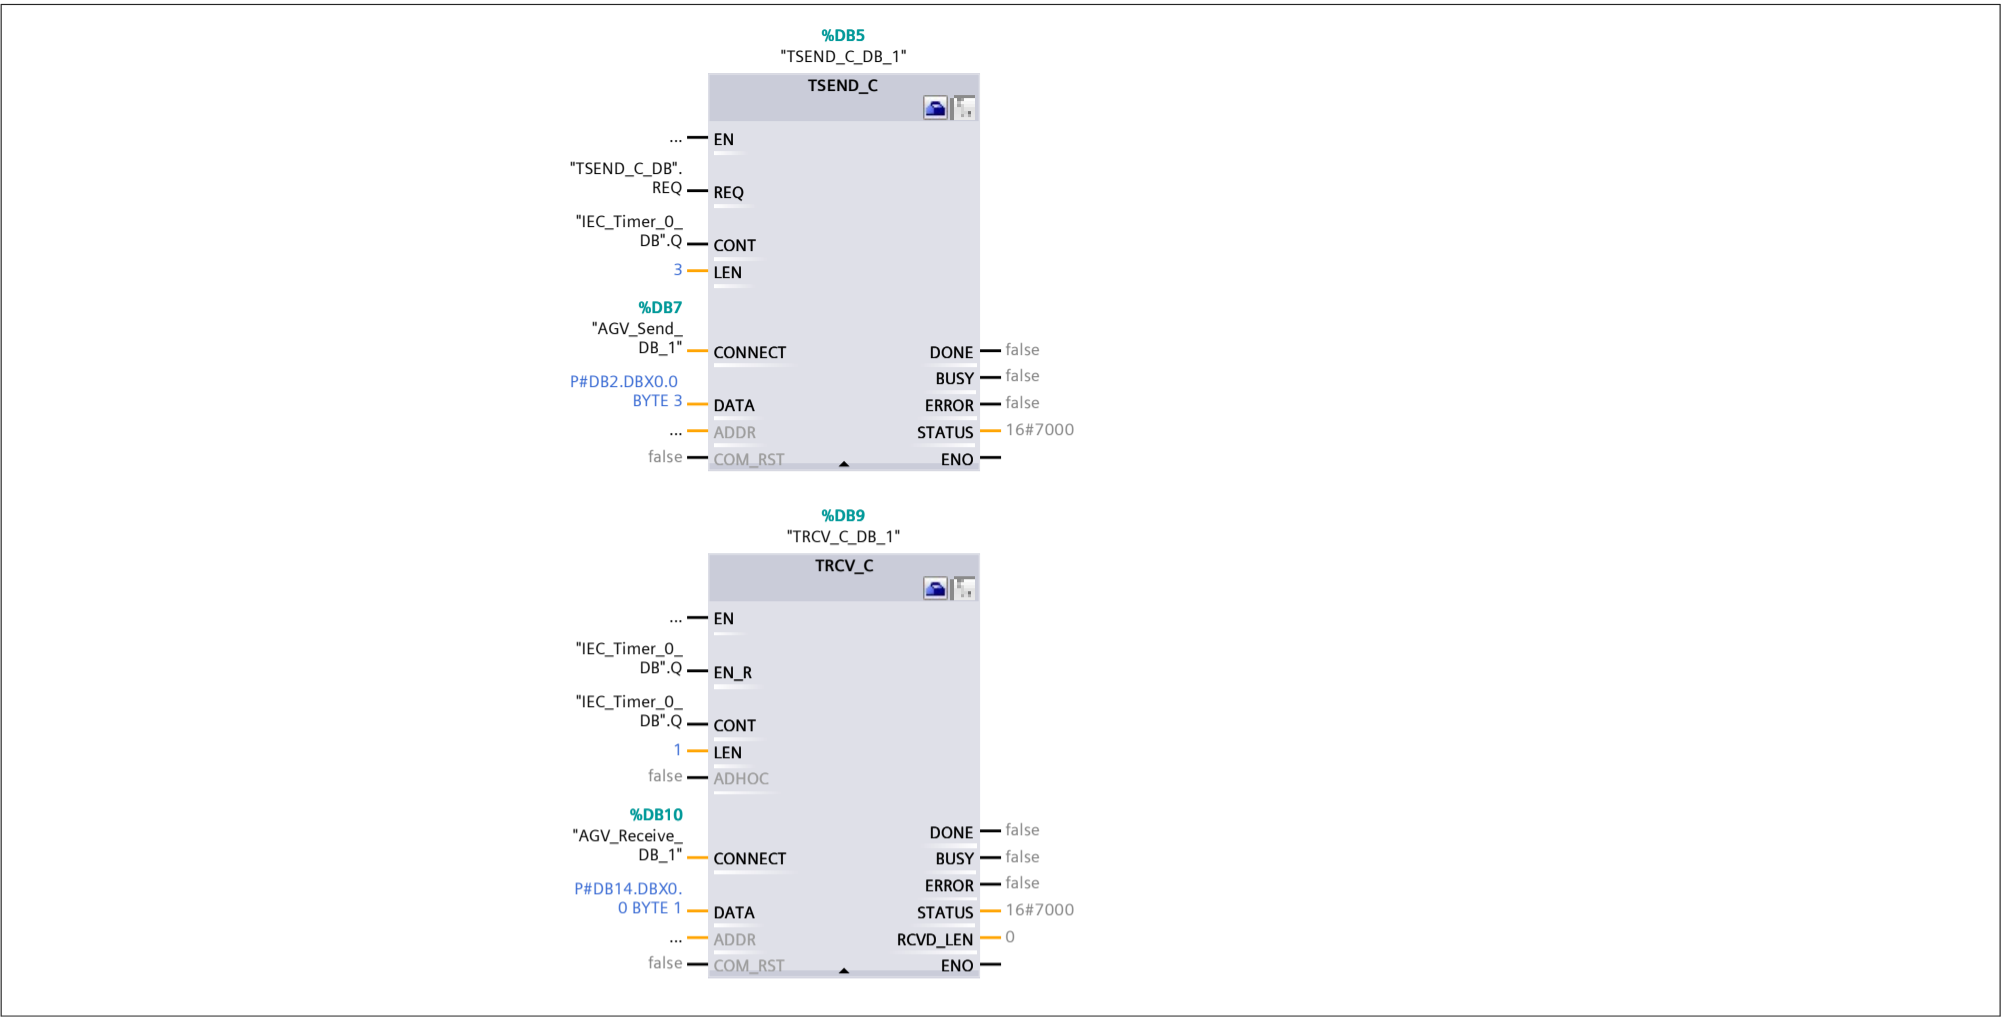 %DB5
"TSEND_C_DB_1"
TSEND_C
... EN
"TSEND_C_DB".
REQ REQ
"IEC_Timer_0_
DB".Q CONT
3 LEN
%DB7
"AGV_Send_
DB_1" CONNECT DONE false
BUSY false
P#DB2.DBX0.0
BYTE 3 DATA ERROR false
... ADDR STATUS 16#7000
false COM_RST ENO
%DB9
"TRCV_C_DB_1"
TRCV_C
... EN
"IEC_Timer_0_
DB".Q EN_R
"IEC_Timer_0_
DB".Q CONT
1 LEN
false ADHOC
%DB10
"AGV_Receive_
DONE false
DB_1" CONNECT BUSY false
P#DB14.DBX0.
ERROR false
0 BYTE 1 DATA STATUS 16#7000
... ADDR RCVD_LEN 0
false COM_RST ENO